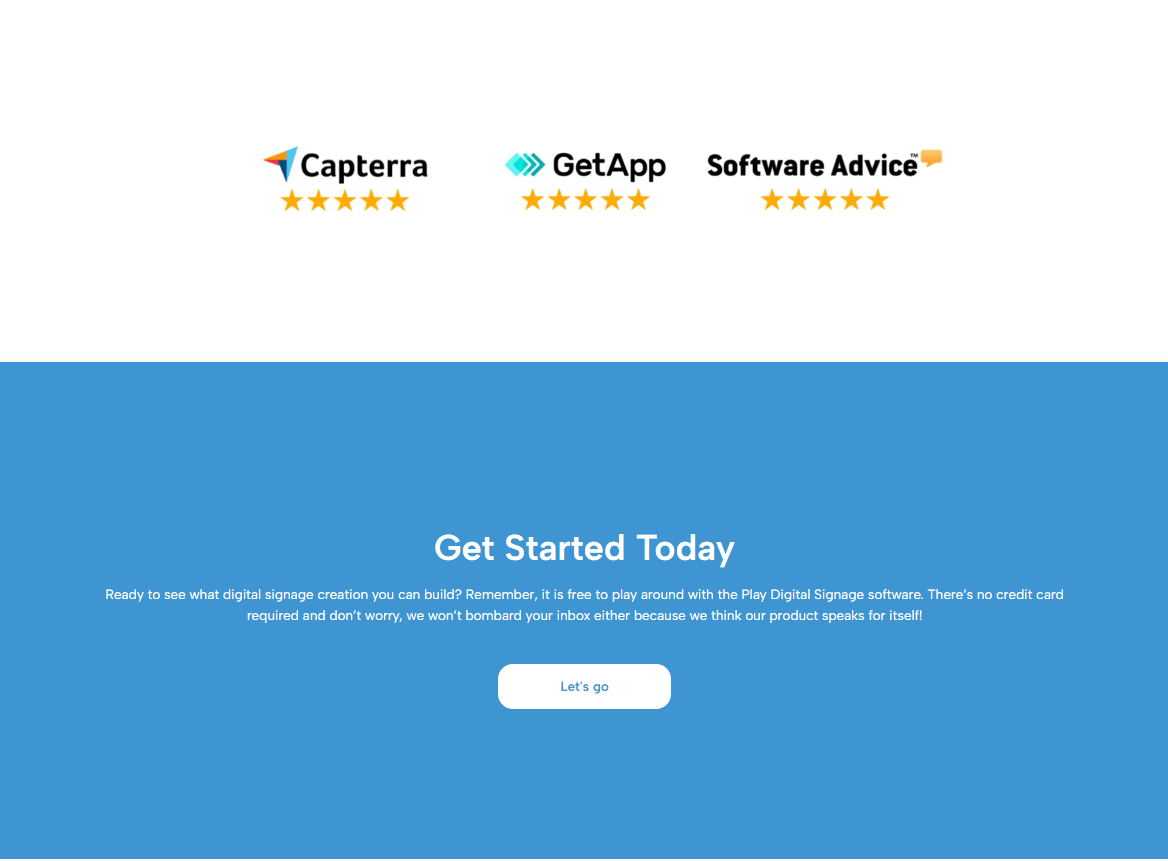 Capterra
GetApp
Software Advice™
Get Started Today
Ready to see what digital signage creation you can build? Remember, it is free to play around with the Play Digital Signage software. There’s no credit card
required and don’t worry, we won’t bombard your inbox either because we think our product speaks for itself!
Let's go